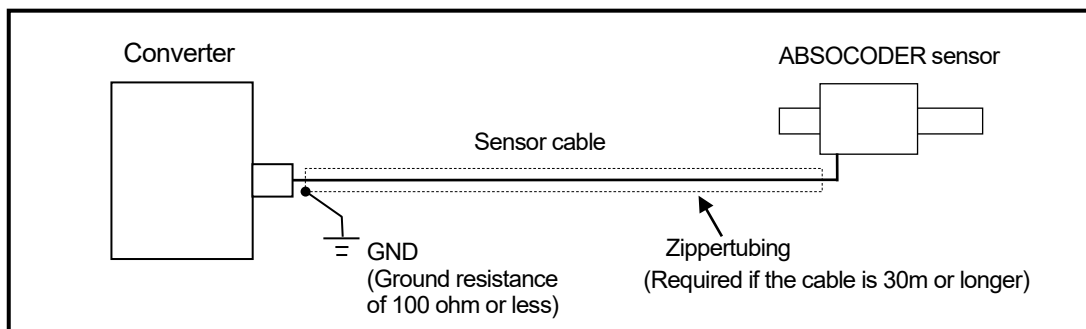 Converter
ABSOCODER sensor
Sensor cable
GND
(Ground resistance
of 100 ohm or less)
Zippertubing
(Required if the cable is 30m or longer)